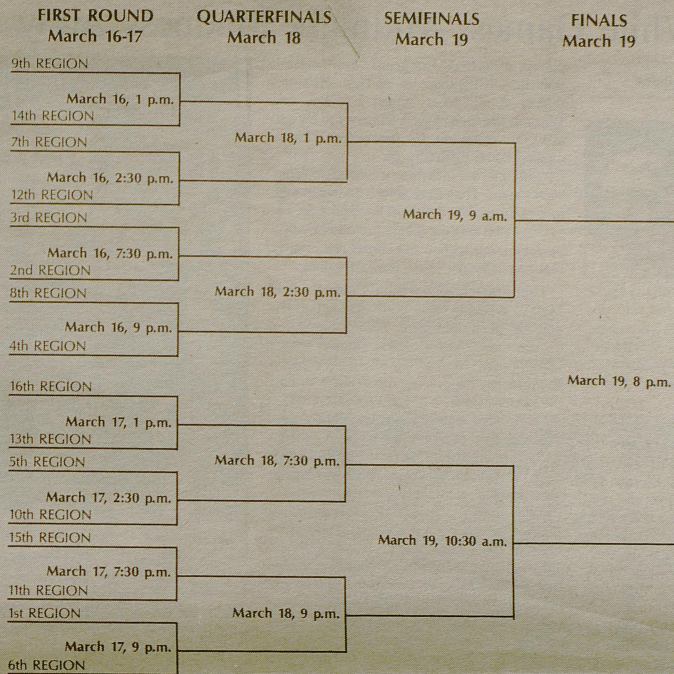 FIRST ROUND
March 16-17
QUARTERFINALS
March 18
SEMIFINALS
March 19
FINALS
March 19
9th REGION
March 16, 1 p.m.
14th REGION
7th REGION
March 16, 2:30 p.m.
12th REGION
3rd REGION
March 16, 7:30 p.m.
2nd REGION
8th REGION
March 16, 9 p.m.
4th REGION
16th REGION
March 17, 1 p.m.
13th REGION
5th REGION
March 17, 2:30 p.m.
10th REGION
15th REGION
March 17, 7:30 p.m.
11th REGION
1st REGION
March 17, 9 p.m.
6th REGION
March 18, 1 p.m.
March 18, 2:30 p.m.
March 18, 7:30 p.m.
March 18, 9 p.m.
March 19, 9 a.m.
March 19, 10:30 a.m.
March 19, 8 p.m.